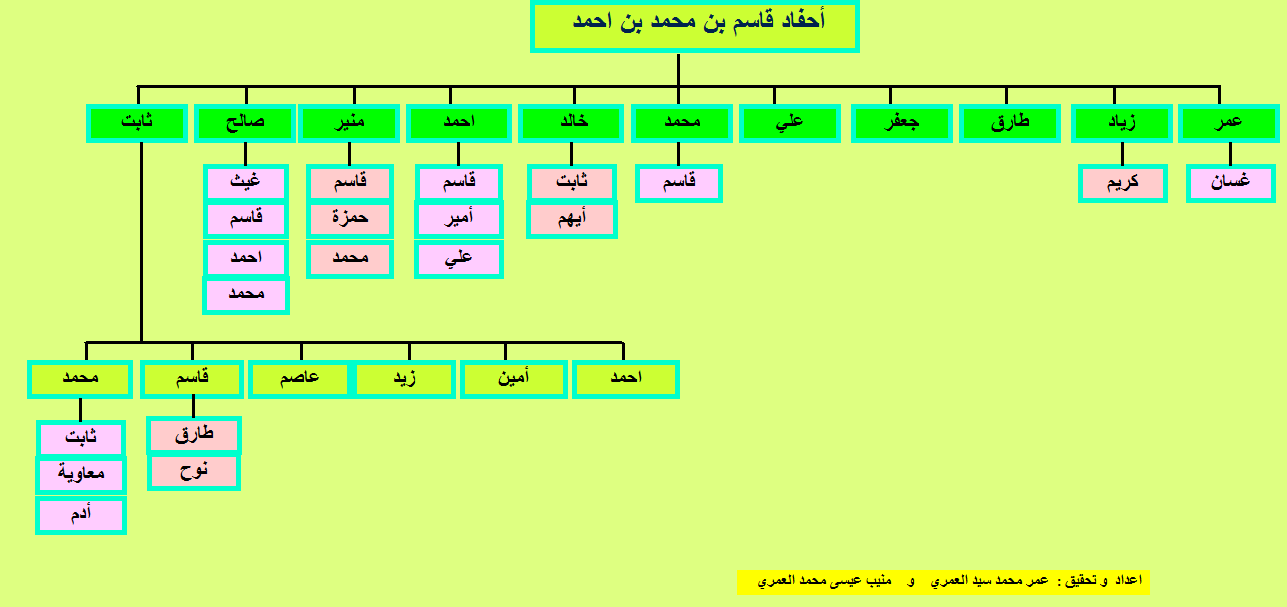 أحفاد قاسم بن محمد بن احمد
عمر
زياد
طارق
جعفر
علي
محمد
خالد
احمد
منير
صالح
ثابت
غسان
كريم
قاسم
ثابت
أيهم
قاسم
أمير
علي
قاسم
حمزة
محمد
غيث
قاسم
احمد
محمد
احمد
أمين
زيد
عاصم
قاسم
محمد
طارق
نوح
ثابت
معاوية
أدم
اعداد و تحقيق : عمر محمد سيد العمري و منيب عيسى محمد العمري